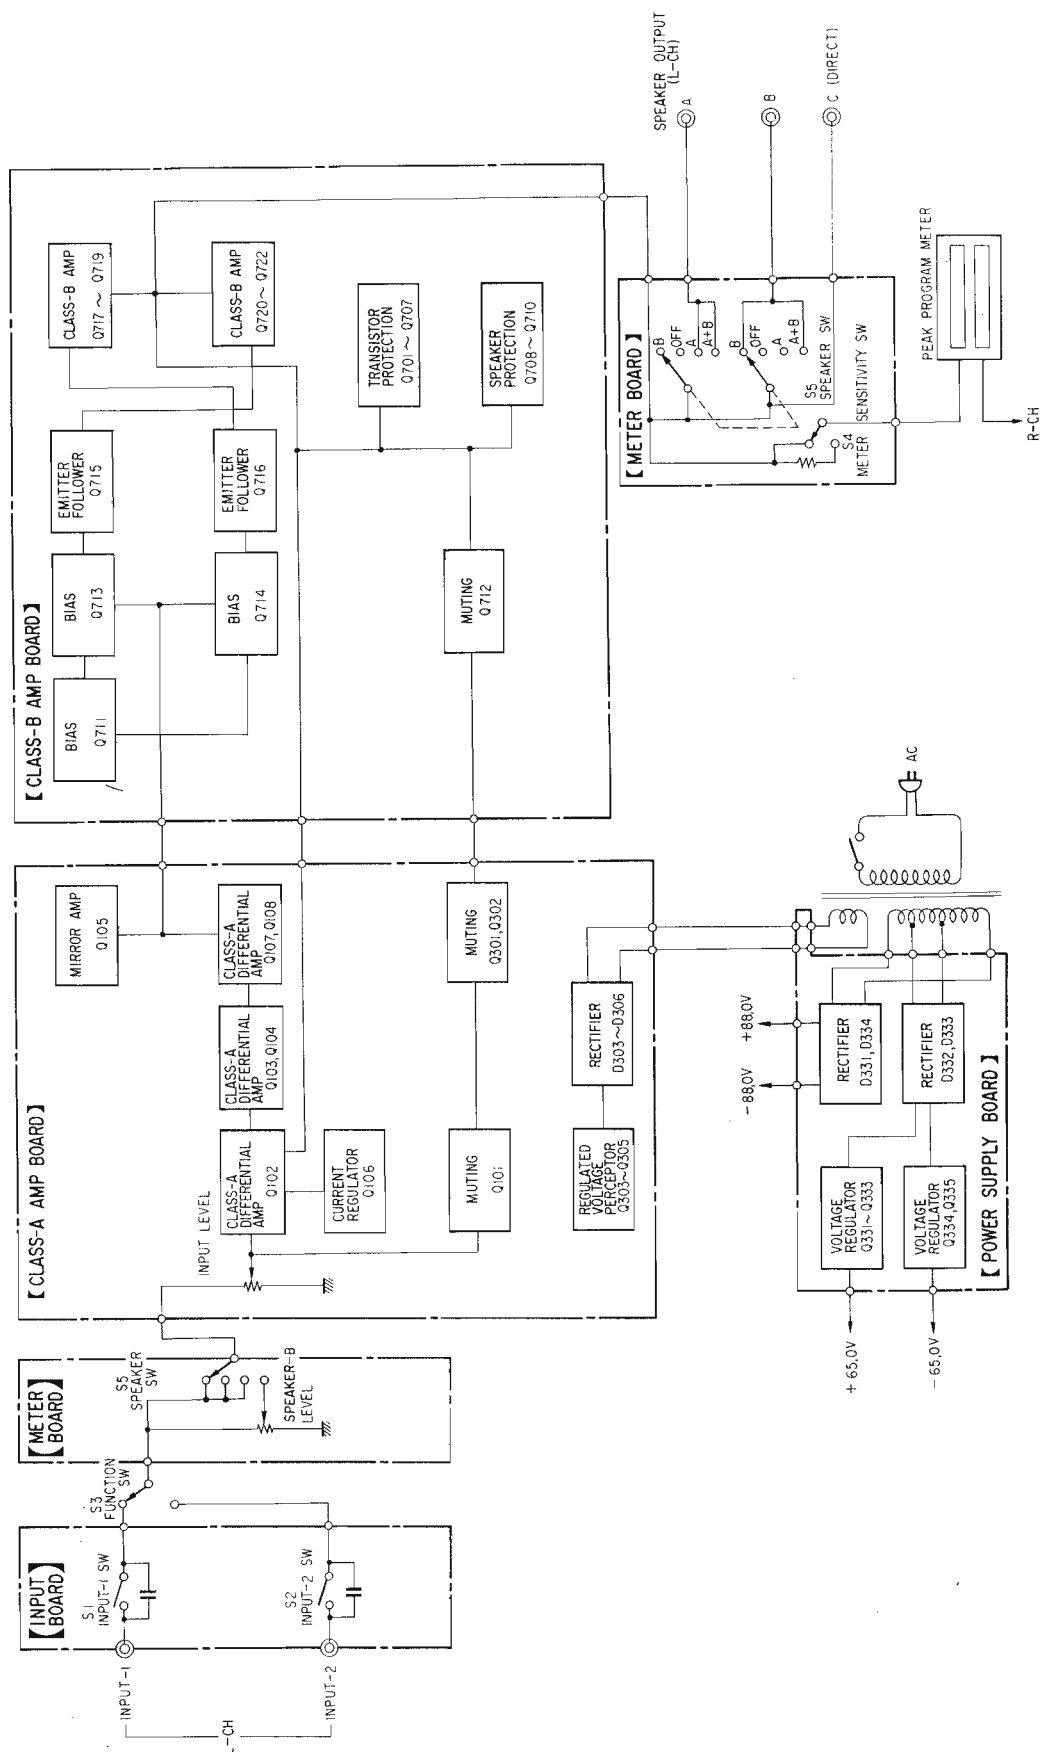 【INPUT
BOARD】
INPUT-1
S1
INPUT-1 SW
INPUT-2
S2
INPUT-2 SW
-CH
S3
FUNCTION
SW
【METER
BOARD】
S5
SPEAKER
SW
SPEAKER-B
LEVEL
【CLASS-A AMP BOARD】
INPUT LEVEL
CLASS-A
DIFFERENTIAL
AMP
Q102
CLASS-A
DIFFERENTIAL
AMP
Q103,Q104
CLASS-A
DIFFERENTIAL
AMP
Q107,Q108
MIRROR AMP
Q105
CURRENT
REGULATOR
Q106
MUTING
Q101
MUTING
Q301,Q302
REGULATED
VOLTAGE
PERCEPTOR
Q303~Q305
RECTIFIER
D303~D306
【CLASS-B AMP BOARD】
BIAS
Q711
BIAS
Q713
BIAS
Q714
EMITTER
FOLLOWER
Q715
EMITTER
FOLLOWER
Q716
CLASS-B AMP
Q717~Q719
CLASS-B AMP
Q720~Q722
TRANSISTOR
PROTECTION
Q701~Q707
SPEAKER
PROTECTION
Q708~Q710
MUTING
Q712
【METER BOARD】
B
OFF
A
A+B
B
OFF
A
A+B
S5
SPEAKER SW
S4
METER SENSITIVITY SW
SPEAKER OUTPUT
(L-CH)
A
B
C (DIRECT)
PEAK PROGRAM METER
R-CH
【POWER SUPPLY BOARD】
VOLTAGE
REGULATOR
Q331~Q333
VOLTAGE
REGULATOR
Q334,Q335
RECTIFIER
D331,D334
RECTIFIER
D332,D333
+65.0V
-65.0V
-88.0V
+88.0V
AC